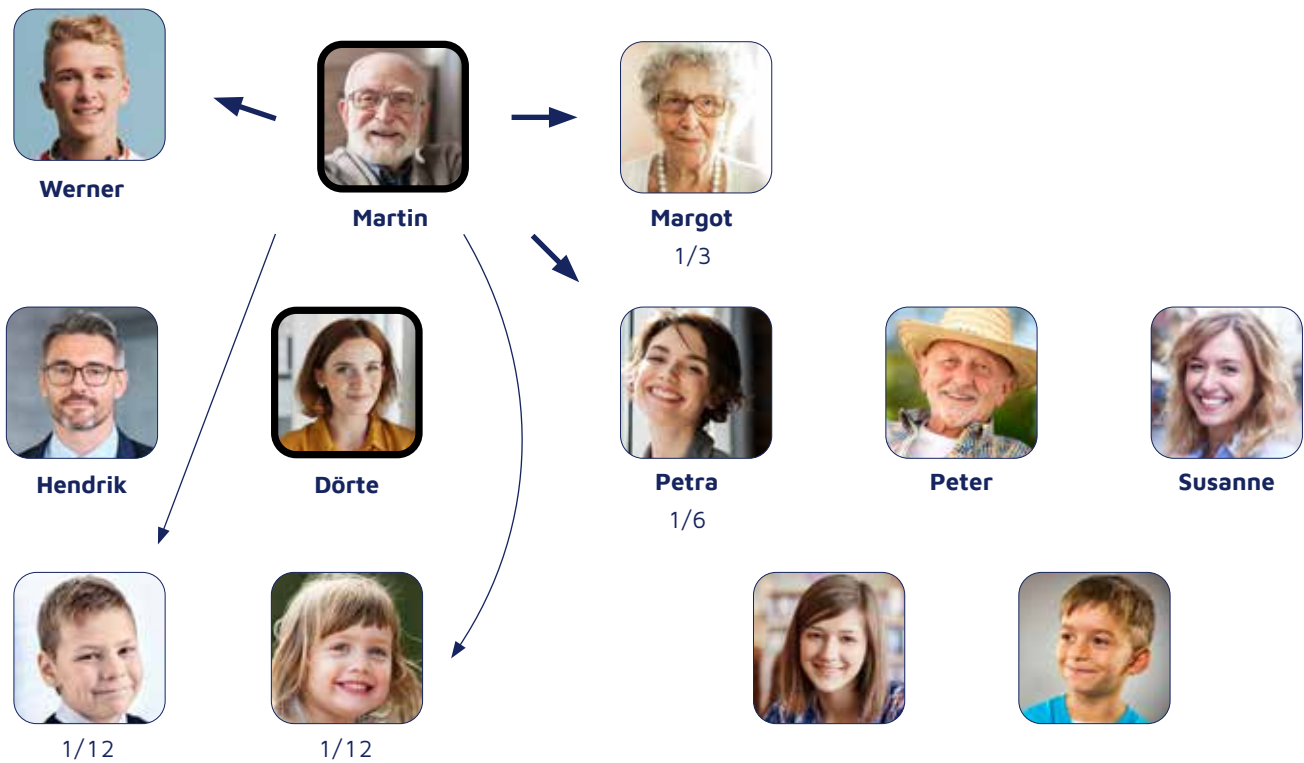 Werner
Martin
Margot
1/3
Hendrik
Dörte
Petra
1/6
Peter
Susanne
1/12
1/12